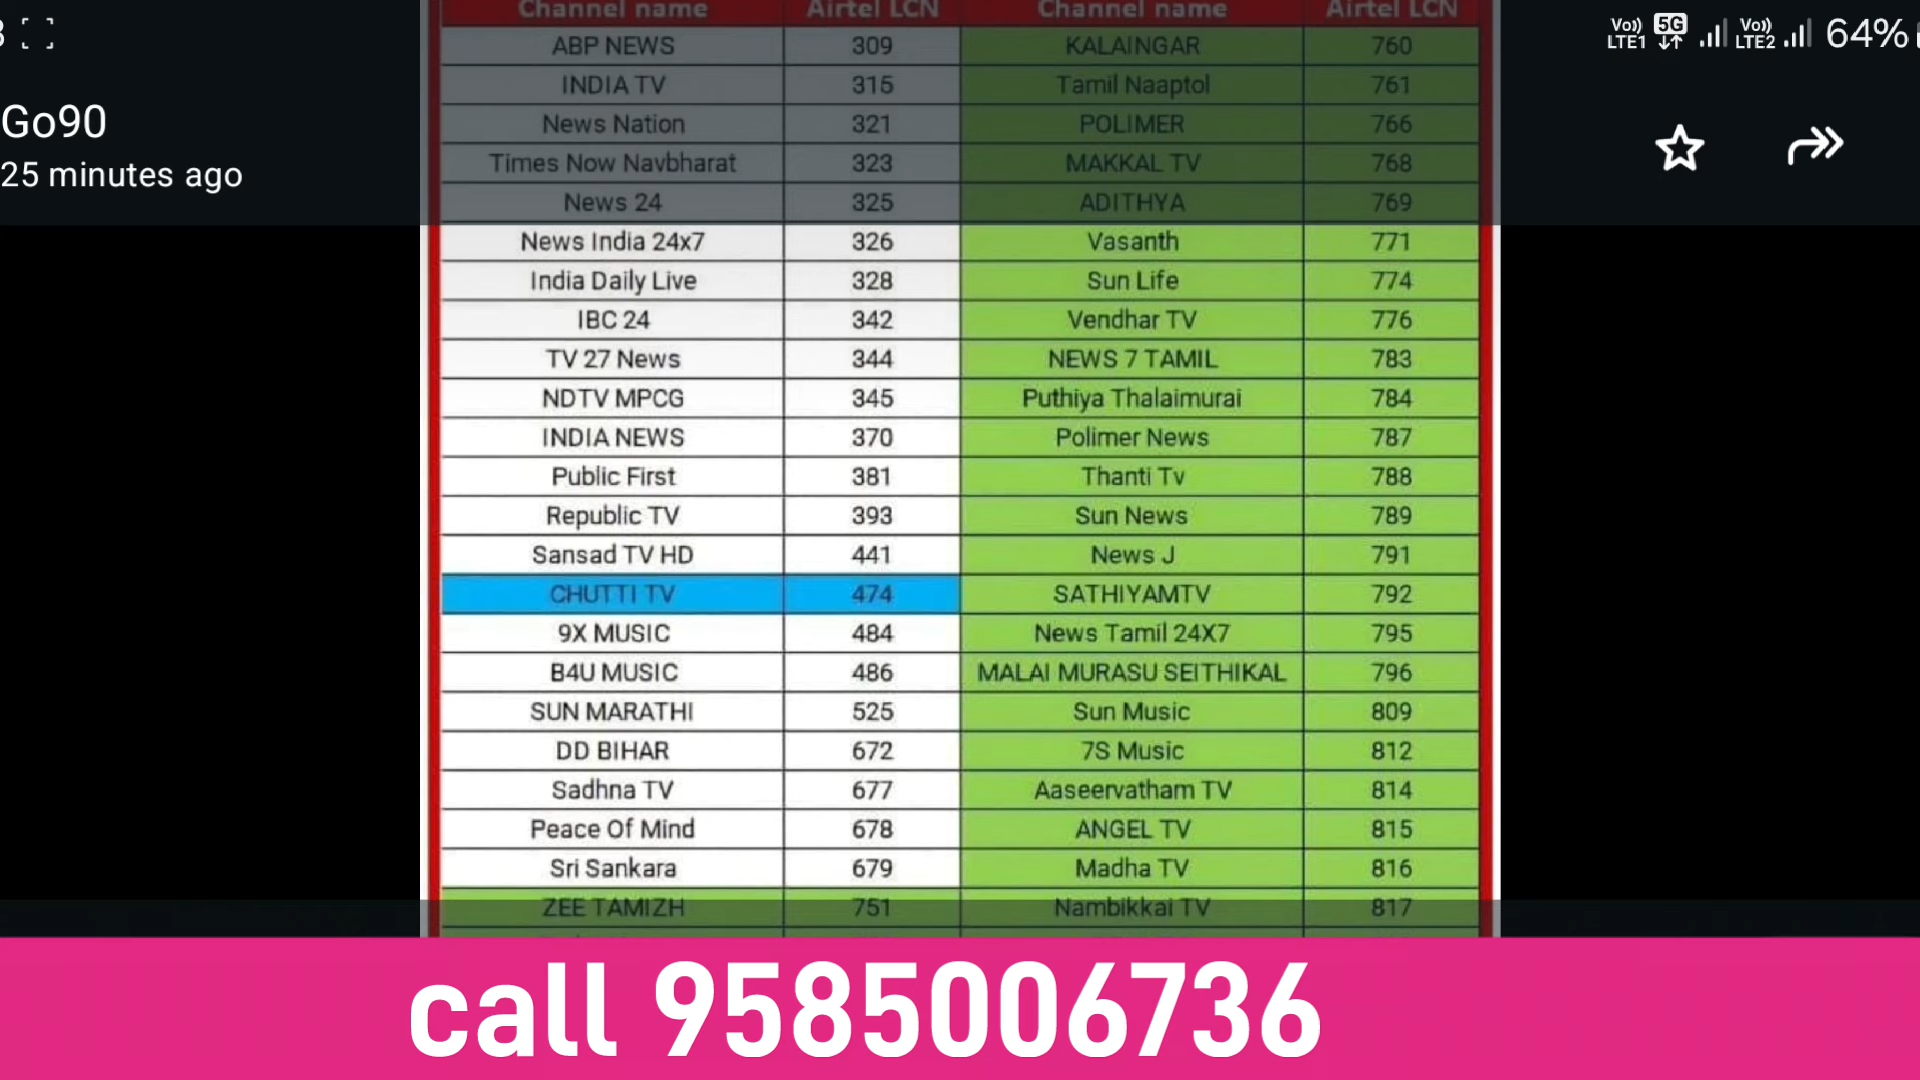 64%
Go90
25 minutes ago
Vo)) LTE1 5G Vo)) LTE2
Channel name Airtel LCN Channel name Airtel LCN
ABP NEWS 309 KALAINGAR 760
INDIA TV 315 Tamil Naaptol 761
News Nation 321 POLIMER 766
Times Now Navbharat 323 MAKKAL TV 768
News 24 325 ADITHYA 769
News India 24x7 326 Vasanth 771
India Daily Live 328 Sun Life 774
IBC 24 342 Vendhar TV 776
TV 27 News 344 NEWS 7 TAMIL 783
NDTV MPCG 345 Puthiya Thalaimurai 784
INDIA NEWS 370 Polimer News 787
Public First 381 Thanti Tv 788
Republic TV 393 Sun News 789
Sansad TV HD 441 News J 791
CHUTTI TV 474 SATHIYAMTV 792
9X MUSIC 484 News Tamil 24X7 795
B4U MUSIC 486 MALAI MURASU SEITHIKAL 796
SUN MARATHI 525 Sun Music 809
DD BIHAR 672 7S Music 812
Sadhna TV 677 Aaseervatham TV 814
Peace Of Mind 678 ANGEL TV 815
Sri Sankara 679 Madha TV 816
ZEE TAMIZH 751 Nambikkai TV 817
call 9585006736